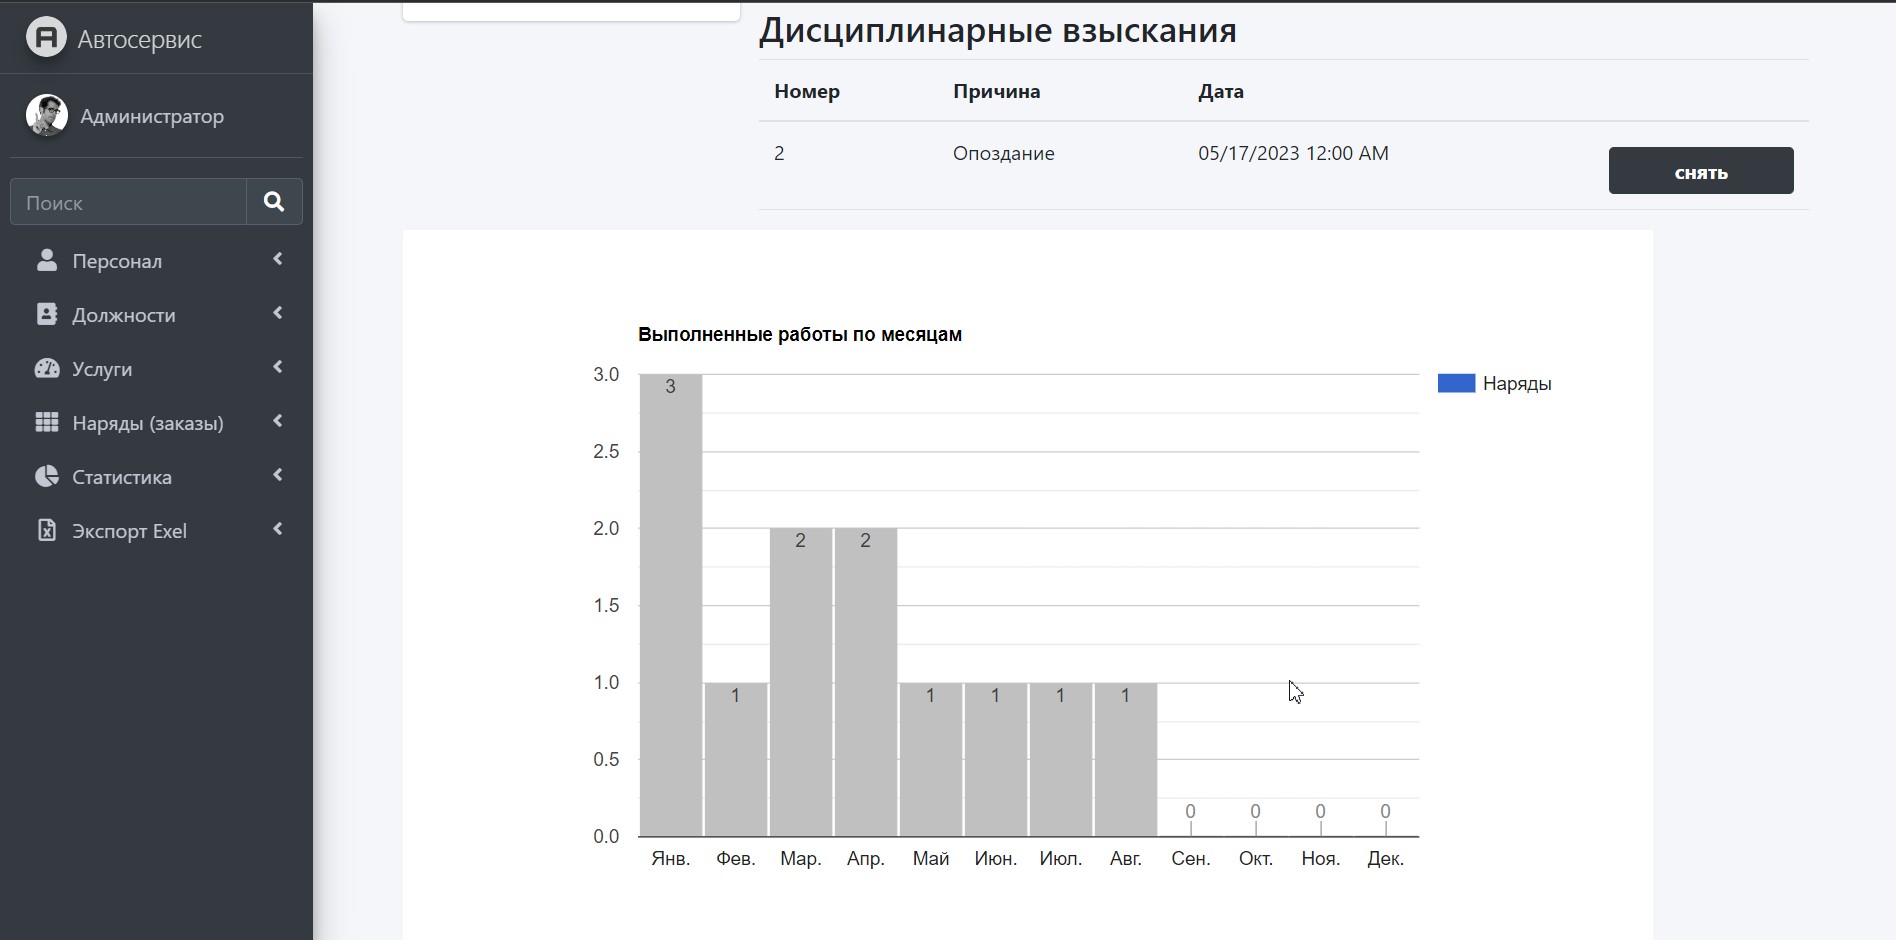 Автосервис
Администратор
Поиск
Персонал
Должности
Услуги
Наряды (заказы)
Статистика
Экспорт Exel
Дисциплинарные взыскания
Номер Причина Дата
2 Опоздание 05/17/2023 12:00 AM снять
Выполненные работы по месяцам
Наряды
3.0
2.5
2.0
1.5
1.0
0.5
0.0
3 1 2 2 1 1 1 1 0 0 0 0
Янв. Фев. Мар. Апр. Май Июн. Июл. Авг. Сен. Окт. Ноя. Дек.